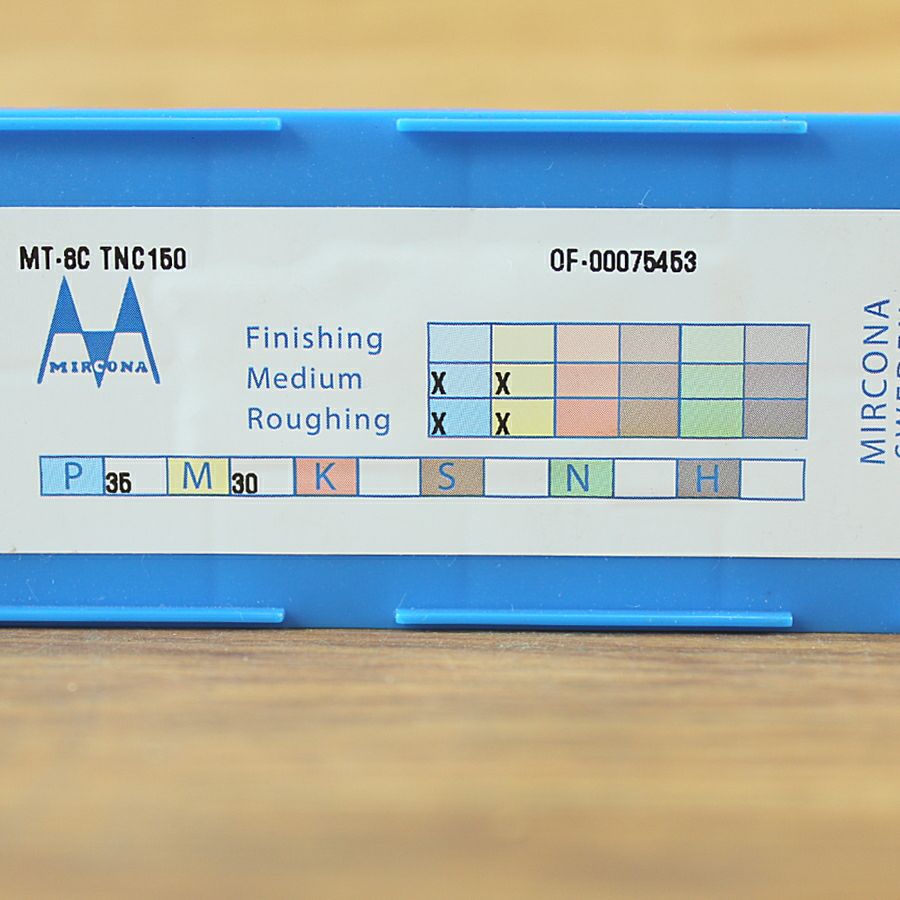 MT-8C TNC150
OF-00075453
MIRCONA
Finishing
Medium
X X
Roughing
X X
P 35 M 30 K S N H
MIRCONA